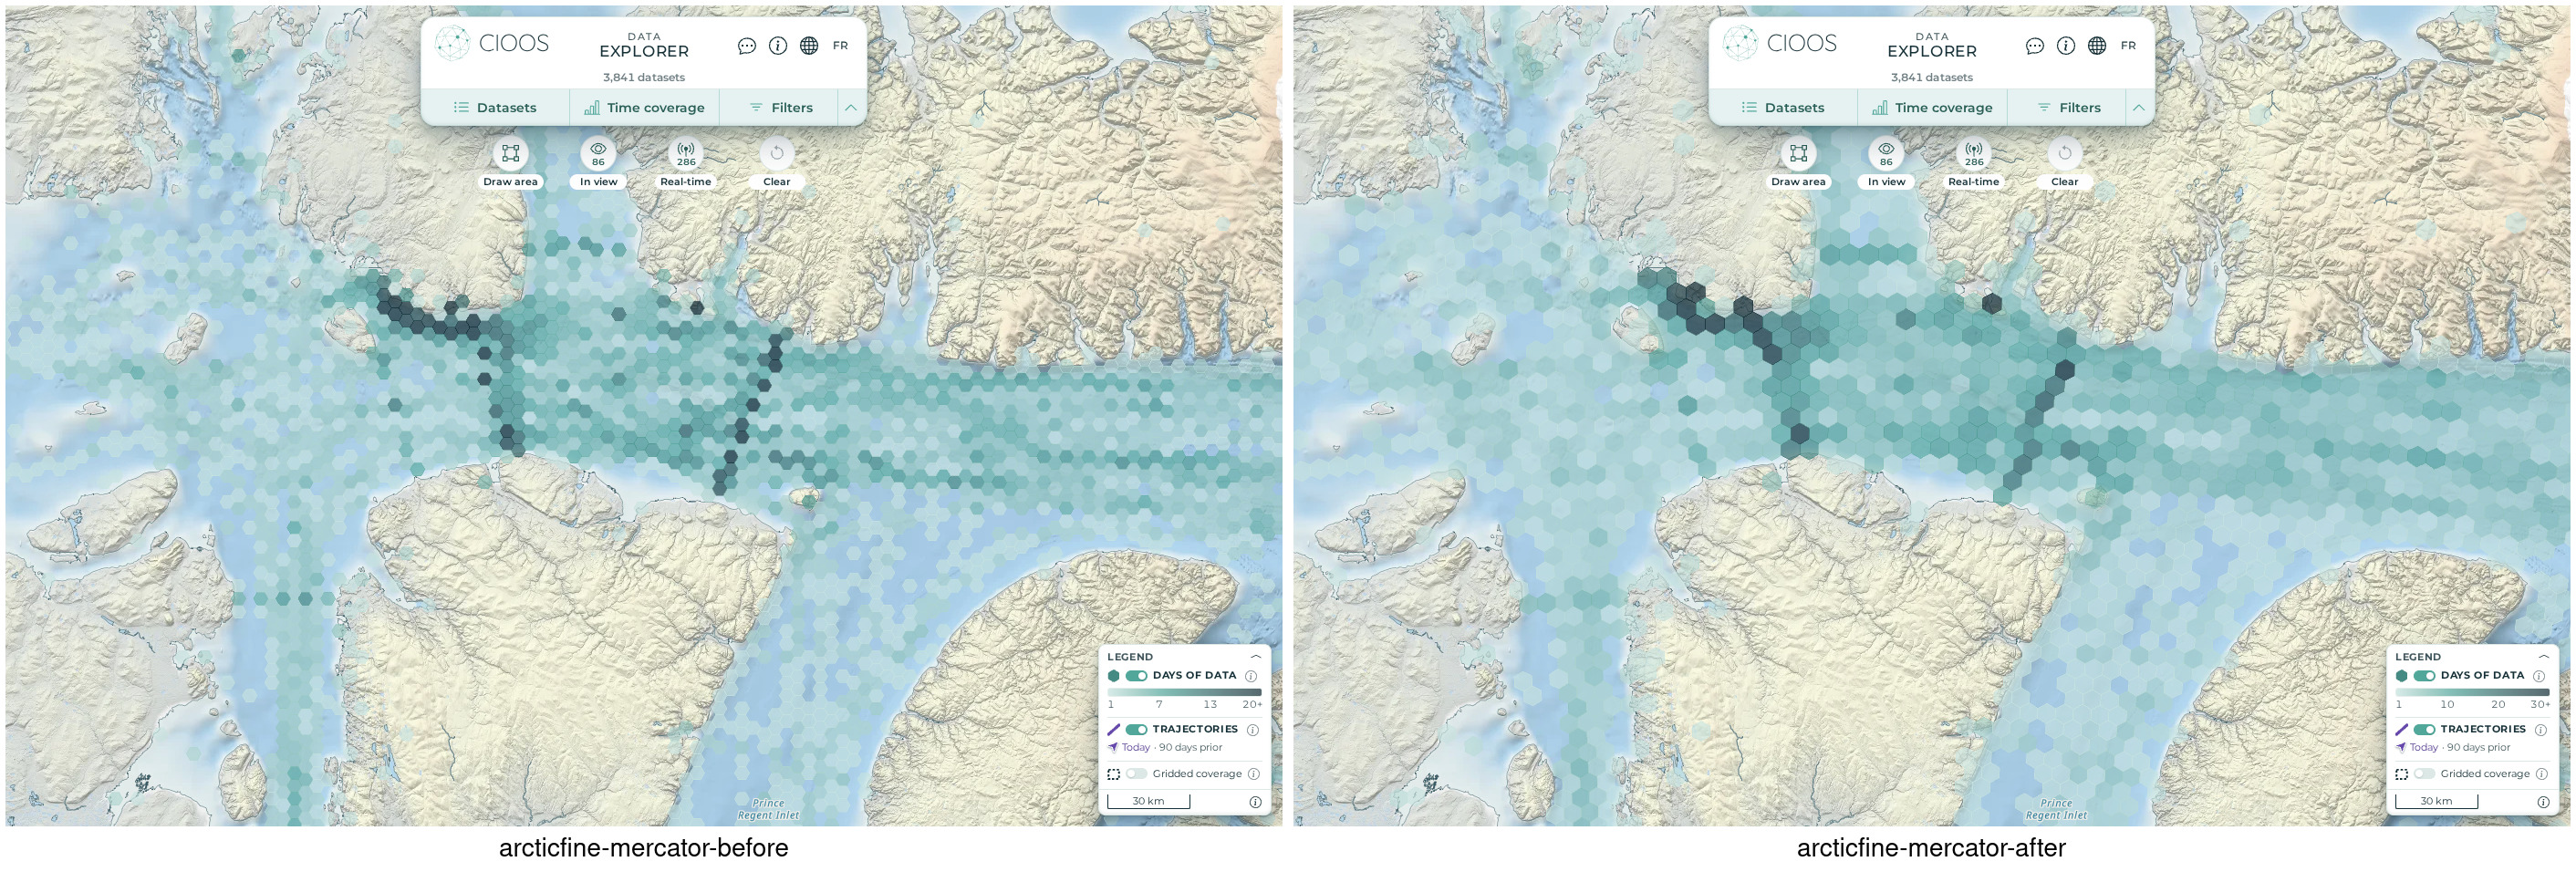 CIOOS
DATA
EXPLORER
FR
3,841 datasets
Datasets
Time coverage
Filters
86
286
Draw area
In view
Real-time
Clear
Prince
Regent Inlet
LEGEND
DAYS OF DATA
1 7 13 20+
TRAJECTORIES
Today · 90 days prior
Gridded coverage
30 km
arcticfine-mercator-before
CIOOS
DATA
EXPLORER
FR
3,841 datasets
Datasets
Time coverage
Filters
86
286
Draw area
In view
Real-time
Clear
Prince
Regent Inlet
LEGEND
DAYS OF DATA
1 10 20 30+
TRAJECTORIES
Today · 90 days prior
Gridded coverage
30 km
arcticfine-mercator-after